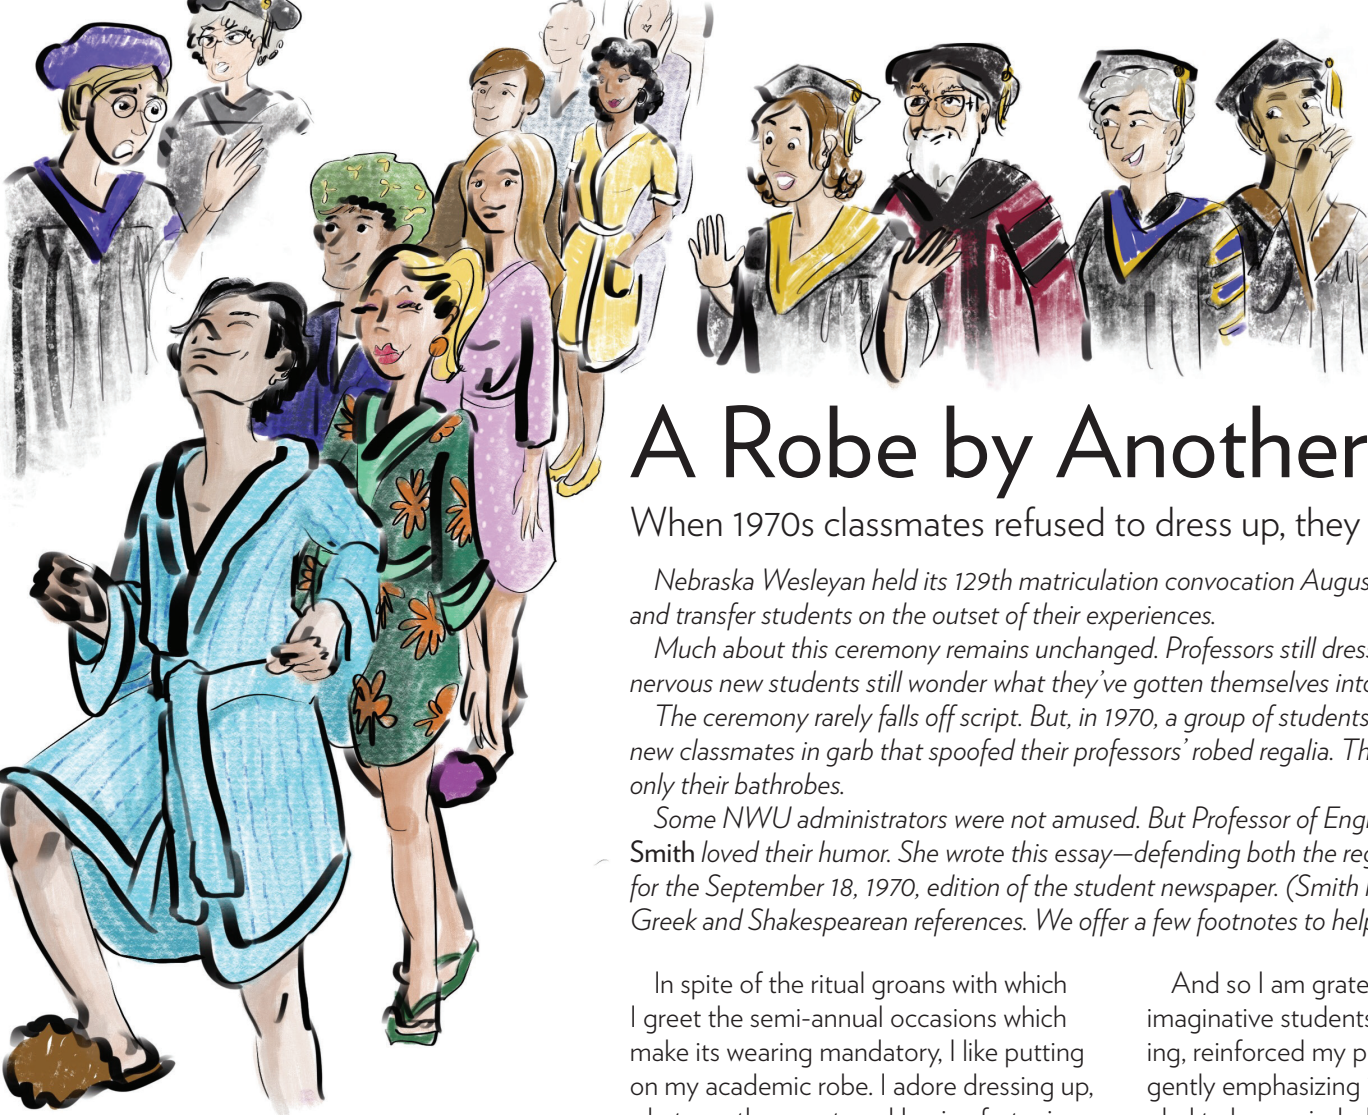 A Robe by Another
When 1970s classmates refused to dress up, they
Nebraska Wesleyan held its 129th matriculation convocation Augus
and transfer students on the outset of their experiences.
Much about this ceremony remains unchanged. Professors still dress
nervous new students still wonder what they've gotten themselves into
The ceremony rarely falls off script. But, in 1970, a group of students
new classmates in garb that spoofed their professors' robed regalia. Th
only their bathrobes.
Some NWU administrators were not amused. But Professor of Engl
Smith loved their humor. She wrote this essay—defending both the reg
for the September 18, 1970, edition of the student newspaper. (Smith
Greek and Shakespearean references. We offer a few footnotes to help
In spite of the ritual groans with which
I greet the semi-annual occasions which
make its wearing mandatory, I like putting
on my academic robe. I adore dressing up,
And so I am grate
imaginative students
ing, reinforced my p
gently emphasizing